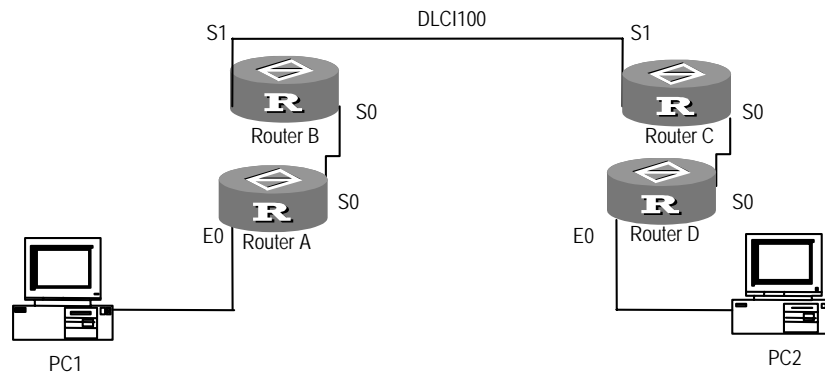 DLCI100
S1
S1
R
R
S0
S0
Router B
Router C
R
R
S0
S0
E0
Router A
E0
Router D
PC1
PC2